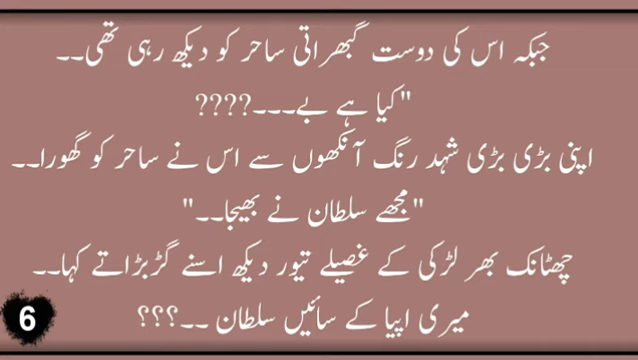 جبکہ اس کی دوست گبھراتی ساحر کو دیکھ رہی تھی۔۔
"کیا ہے بے۔۔۔????
اپنی بڑی بڑی شہد رنگ آنکھوں سے اس نے ساحر کو گھورا۔۔
"مجھے سلطان نے بھیجا۔۔"
چھٹانک بھر لڑکی کے غصیلے تیور دیکھ اسنے گڑبڑاتے کہا۔۔
میری اپیا کے سائیں سلطان ۔۔؟؟؟
6